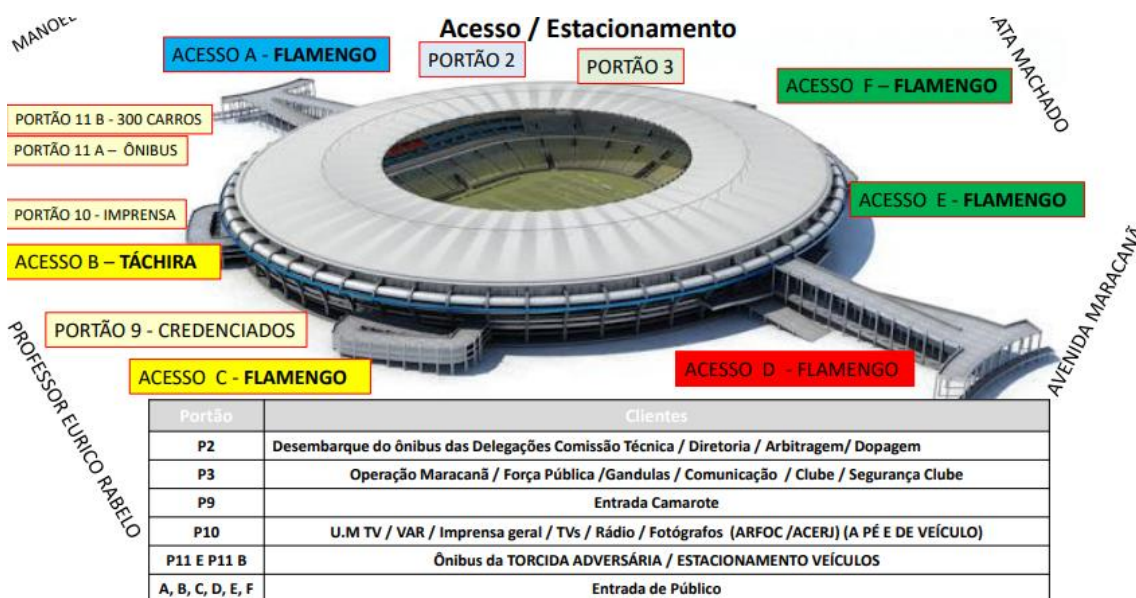 Acesso / Estacionamento
MANOEL
ATA MACHADO
ACESSO A - FLAMENGO
PORTÃO 2
PORTÃO 3
ACESSO F – FLAMENGO
PORTÃO 11 B - 300 CARROS
PORTÃO 11 A – ÔNIBUS
PORTÃO 10 - IMPRENSA
ACESSO E - FLAMENGO
ACESSO B – TÁCHIRA
AVENIDA MARACANÃ
PORTÃO 9 - CREDENCIADOS
PROFESSOR EURICO RABELO
ACESSO C - FLAMENGO
ACESSO D - FLAMENGO
Portão Clientes
P2 Desembarque do ônibus das Delegações Comissão Técnica / Diretoria / Arbitragem/ Dopagem
P3 Operação Maracanã / Força Pública /Gandulas / Comunicação / Clube / Segurança Clube
P9 Entrada Camarote
P10 U.M TV / VAR / Imprensa geral / TVs / Rádio / Fotógrafos (ARFOC /ACERJ) (A PÉ E DE VEÍCULO)
P11 E P11 B Ônibus da TORCIDA ADVERSÁRIA / ESTACIONAMENTO VEÍCULOS
A, B, C, D, E, F Entrada de Público